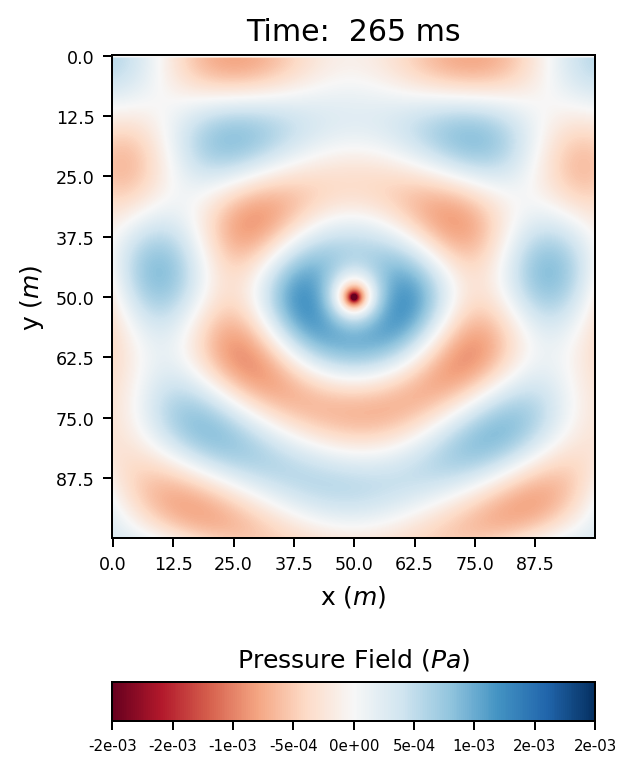 Time:  265 ms
0.0
12.5
25.0
37.5
50.0
62.5
75.0
87.5
y (m)
0.0 12.5 25.0 37.5 50.0 62.5 75.0 87.5
x (m)
Pressure Field (Pa)
-2e-03 -2e-03 -1e-03 -5e-04 0e+00 5e-04 1e-03 2e-03 2e-03